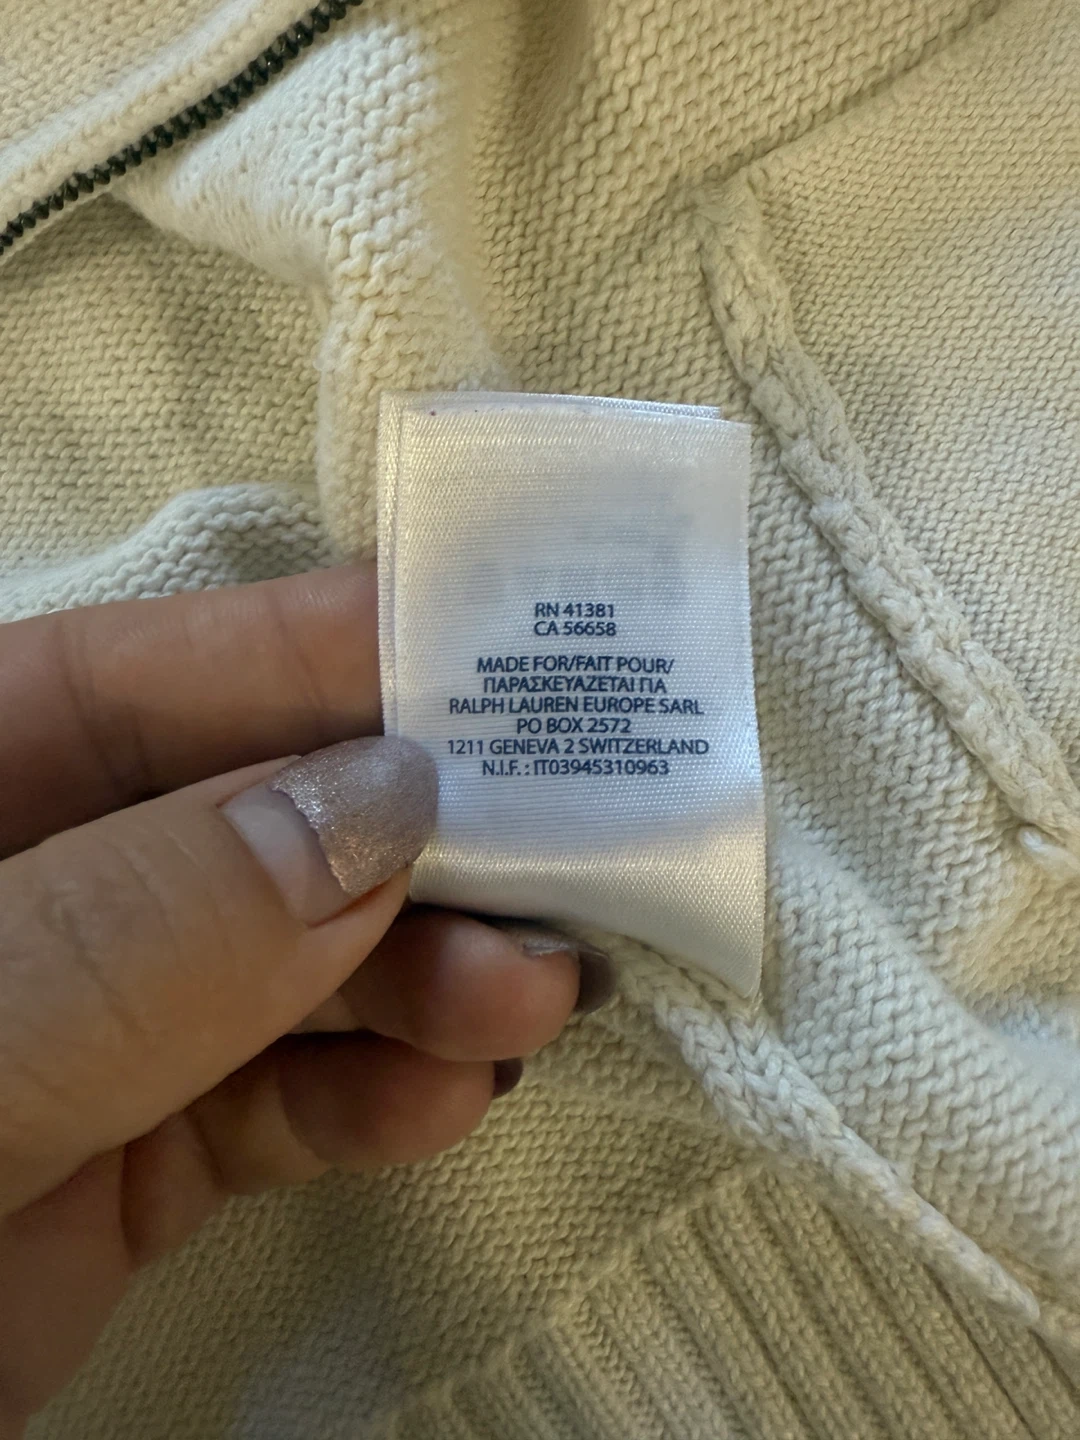 RN 41381
CA 56658
MADE FOR/FAIT POUR/
ΠΑΡΑΣΚΕΥΑΖΕΤΑΙ ΓΙΑ
RALPH LAUREN EUROPE SARL
PO BOX 2572
1211 GENEVA 2 SWITZERLAND
N.I.F. : IT03945310963